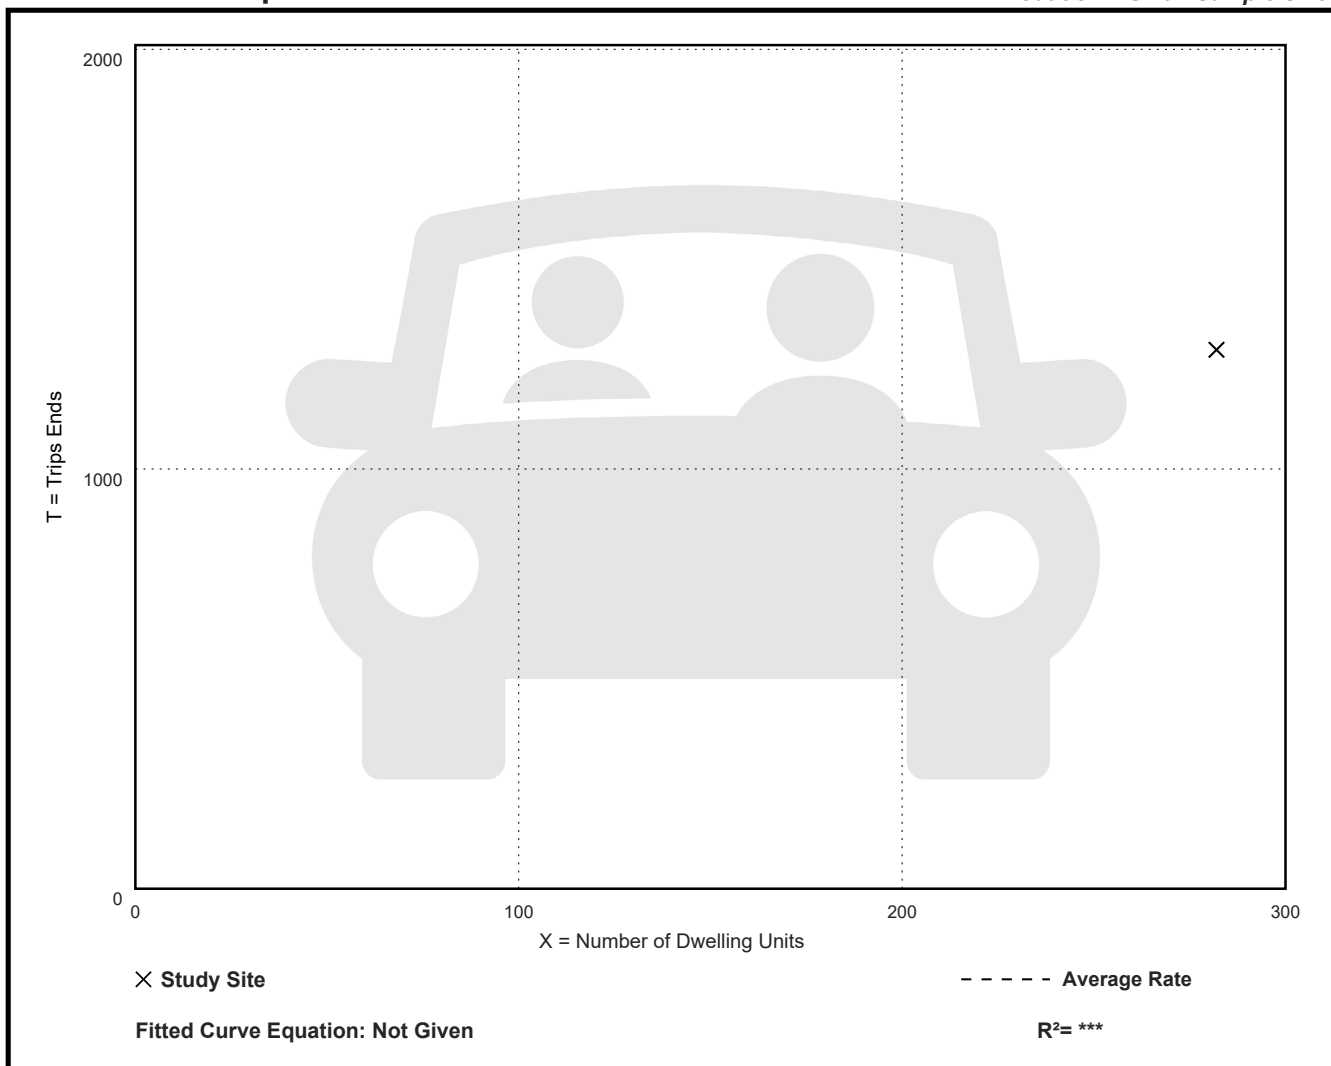 2000
1000
0
T = Trips Ends
0 100 200 300
X = Number of Dwelling Units
Study Site
Average Rate
Fitted Curve Equation: Not Given
R²= ***